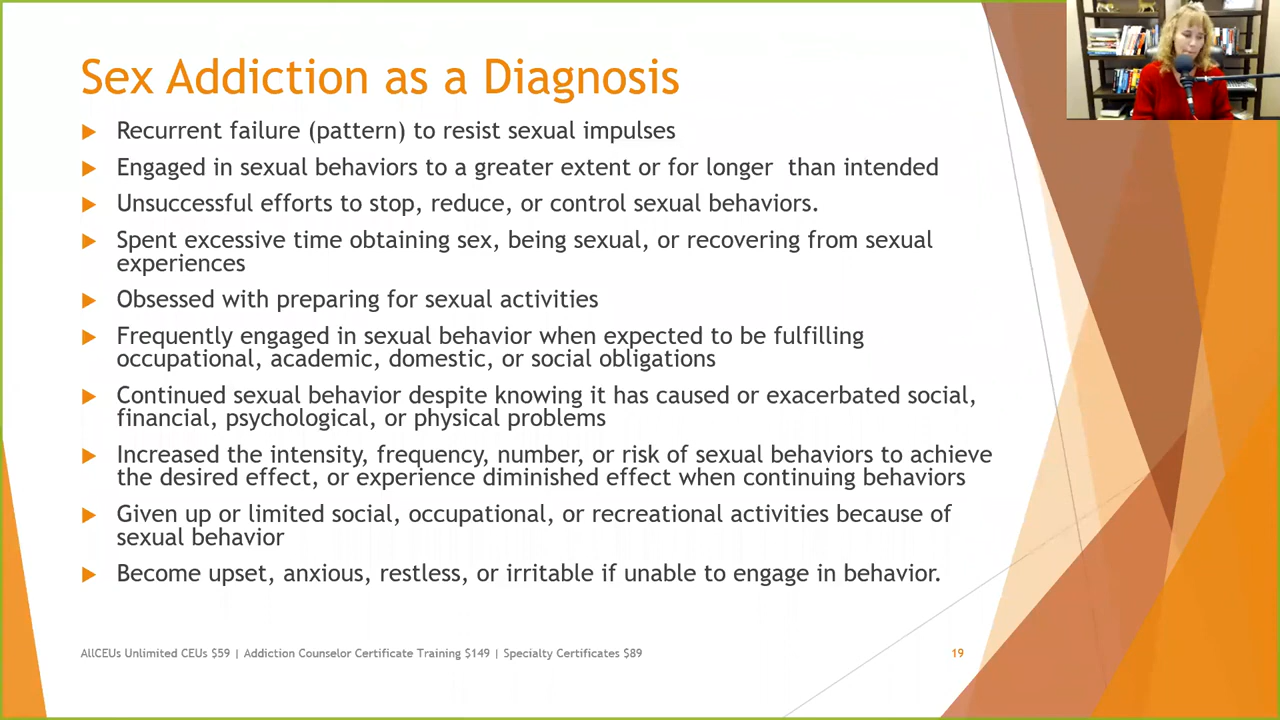 Sex Addiction as a Diagnosis
Recurrent failure (pattern) to resist sexual impulses
Engaged in sexual behaviors to a greater extent or for longer  than intended
Unsuccessful efforts to stop, reduce, or control sexual behaviors.
Spent excessive time obtaining sex, being sexual, or recovering from sexual
experiences
Obsessed with preparing for sexual activities
Frequently engaged in sexual behavior when expected to be fulfilling
occupational, academic, domestic, or social obligations
Continued sexual behavior despite knowing it has caused or exacerbated social,
financial, psychological, or physical problems
Increased the intensity, frequency, number, or risk of sexual behaviors to achieve
the desired effect, or experience diminished effect when continuing behaviors
Given up or limited social, occupational, or recreational activities because of
sexual behavior
Become upset, anxious, restless, or irritable if unable to engage in behavior.
AllCEUs Unlimited CEUs $59 | Addiction Counselor Certificate Training $149 | Specialty Certificates $89
19